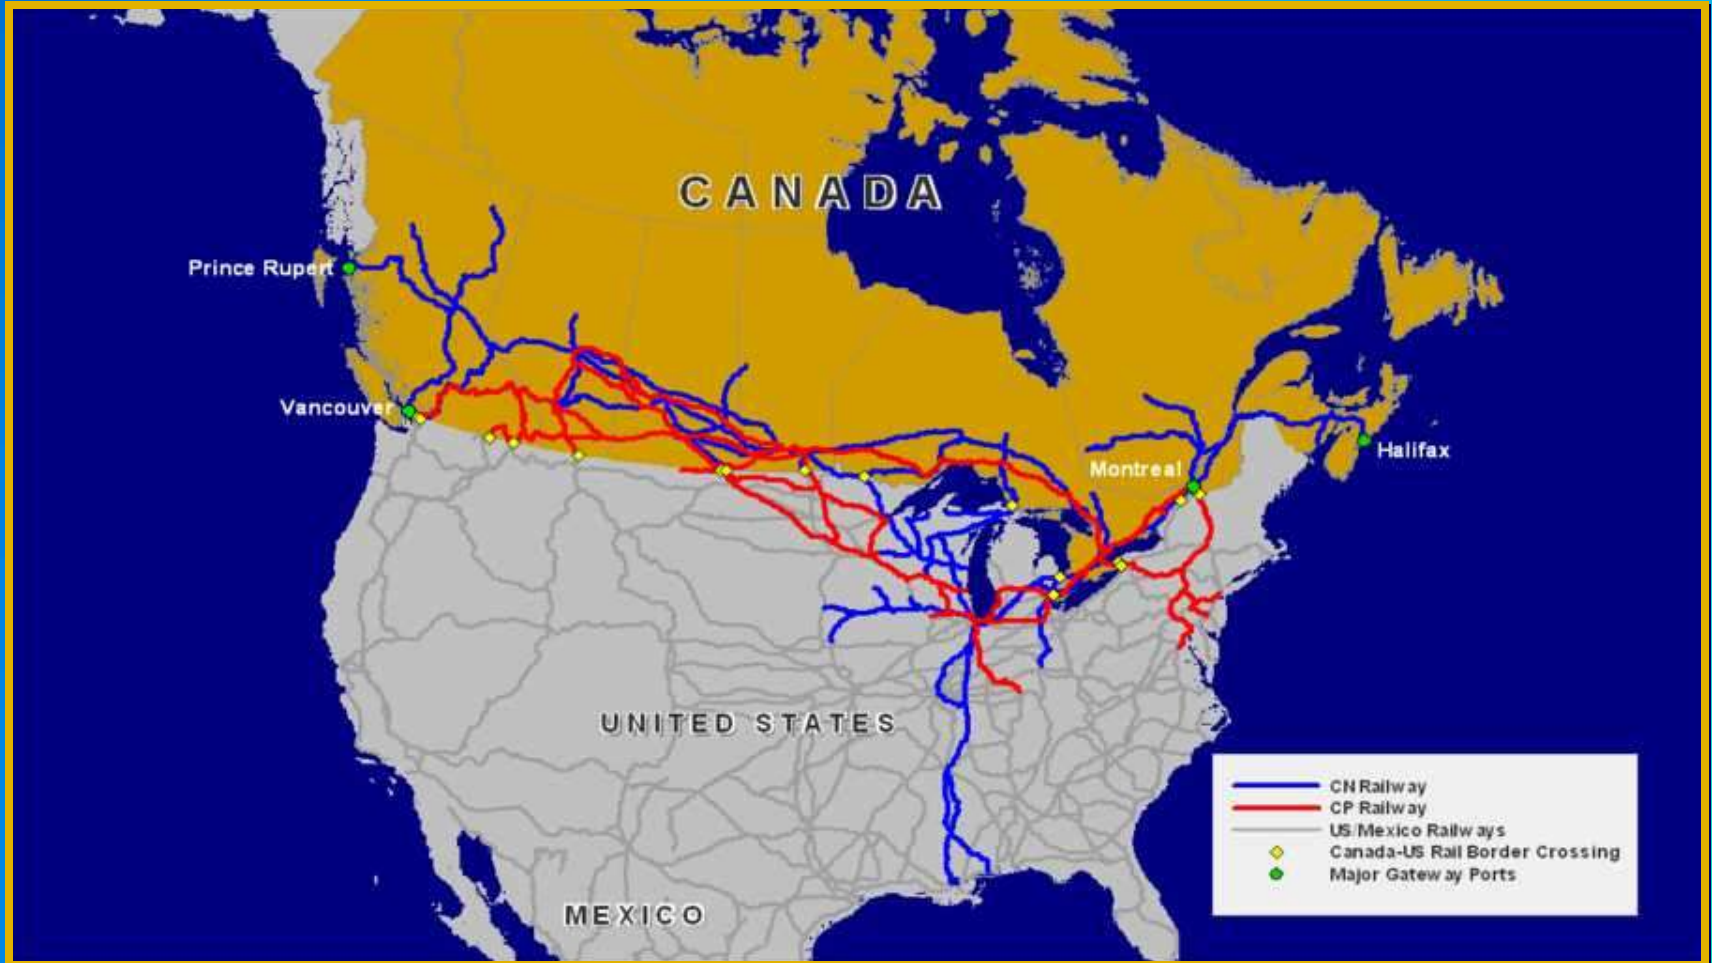 CANADA
Prince Rupert
Vancouver
Halifax
Montreal
UNITED STATES
CN Railway
CP Railway
US/Mexico Railways
Canada-US Rail Border Crossing
Major Gateway Ports
MEXICO